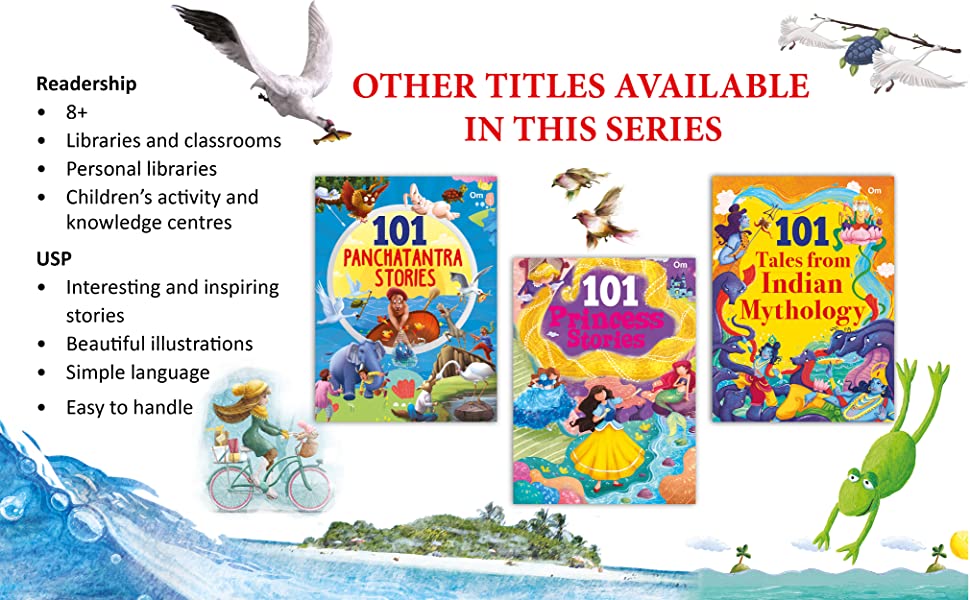 Readership
• 8+
• Libraries and classrooms
• Personal libraries
• Children’s activity and
knowledge centres
USP
• Interesting and inspiring
stories
• Beautiful illustrations
• Simple language
• Easy to handle
OTHER TITLES AVAILABLE
IN THIS SERIES
Om
101
PANCHATANTRA
STORIES
Om
101
Princess
Stories
Om
101
Tales from
Indian
Mythology